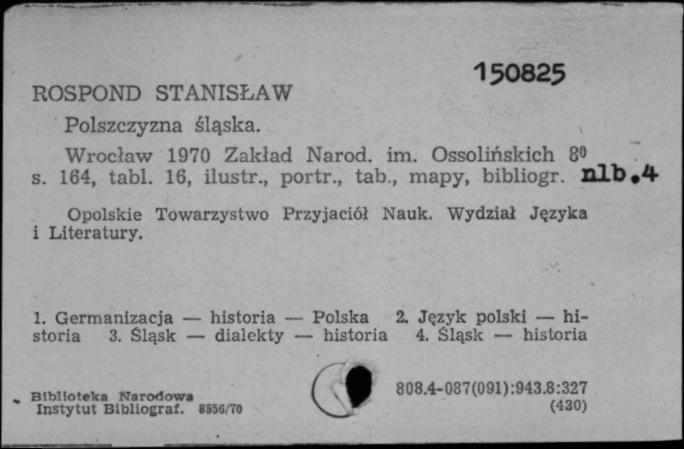 150825
ROSPOND STANISŁAW
Polszczyzna śląska.
Wrocław 1970 Zakład Narod. im. Ossolińskich 8⁰
s. 164, tabl. 16, ilustr., portr., tab., mapy, bibliogr. nlb.4
Opolskie Towarzystwo Przyjaciół Nauk. Wydział Języka
i Literatury.
1. Germanizacja — historia — Polska 2. Język polski — hi-
storia 3. Śląsk — dialekty — historia 4. Śląsk — historia
Biblioteka Narodowa
Instytut Bibliograf. 8556/70
808.4-087(091):943.8:327
(430)